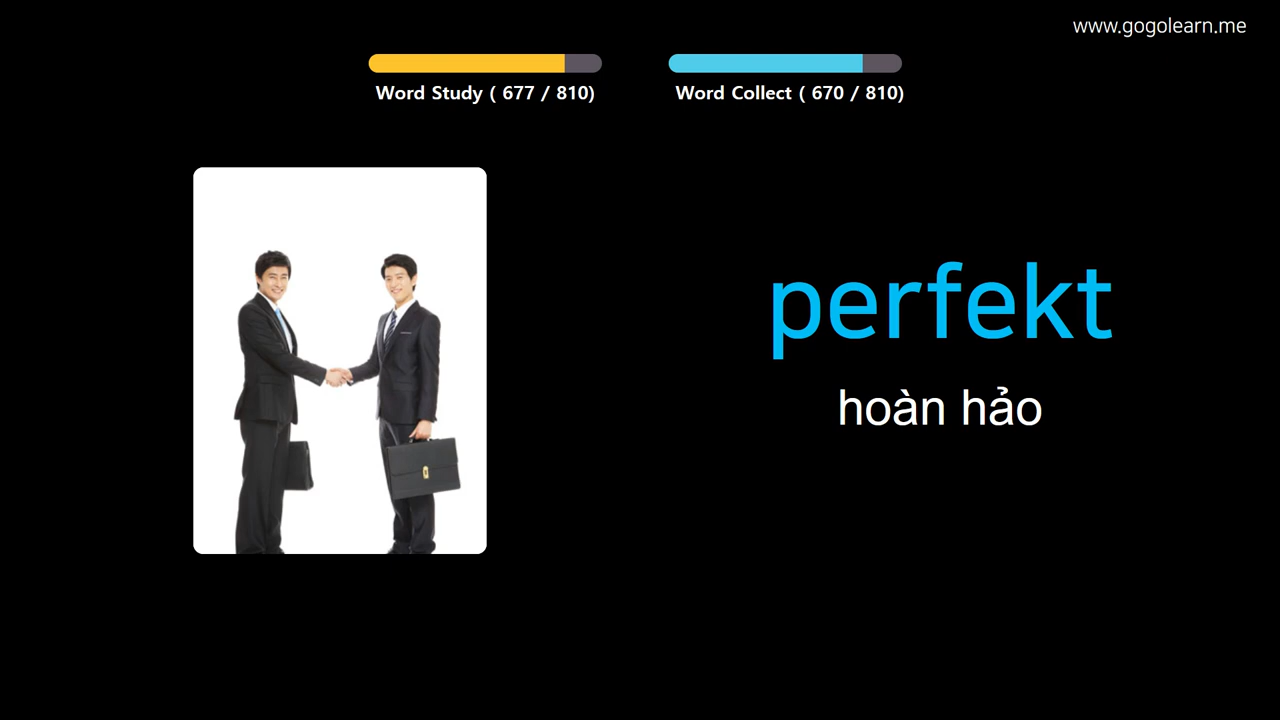 www.gogolearn.me
Word Study ( 677 / 810)
Word Collect ( 670 / 810)
perfekt
hoàn hảo